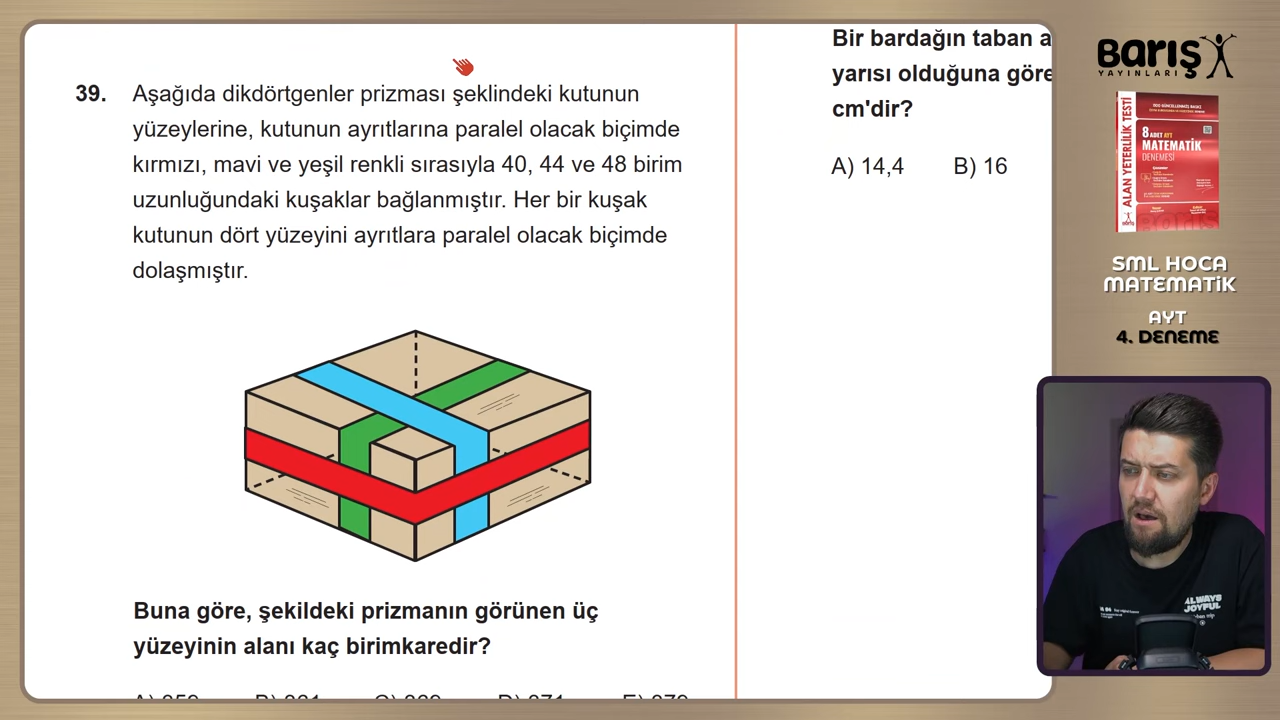 39. Aşağıda dikdörtgenler prizması şeklindeki kutunun
yüzeylerine, kutunun ayrıtlarına paralel olacak biçimde
kırmızı, mavi ve yeşil renkli sırasıyla 40, 44 ve 48 birim
uzunluğundaki kuşaklar bağlanmıştır. Her bir kuşak
kutunun dört yüzeyini ayrıtlara paralel olacak biçimde
dolaşmıştır.
Buna göre, şekildeki prizmanın görünen üç
yüzeyinin alanı kaç birimkaredir?
Bir bardağın taban a
yarısı olduğuna göre
cm'dir?
A) 14,4 B) 16
Barış
YAYINLARI
ALAN YETERLİLİK TESTİ
8 ADET AYT
MATEMATİK
DENEMESİ
Barış
SML HOCA
MATEMATİK
AYT
4. DENEME
ALWAYS
JOYFUL